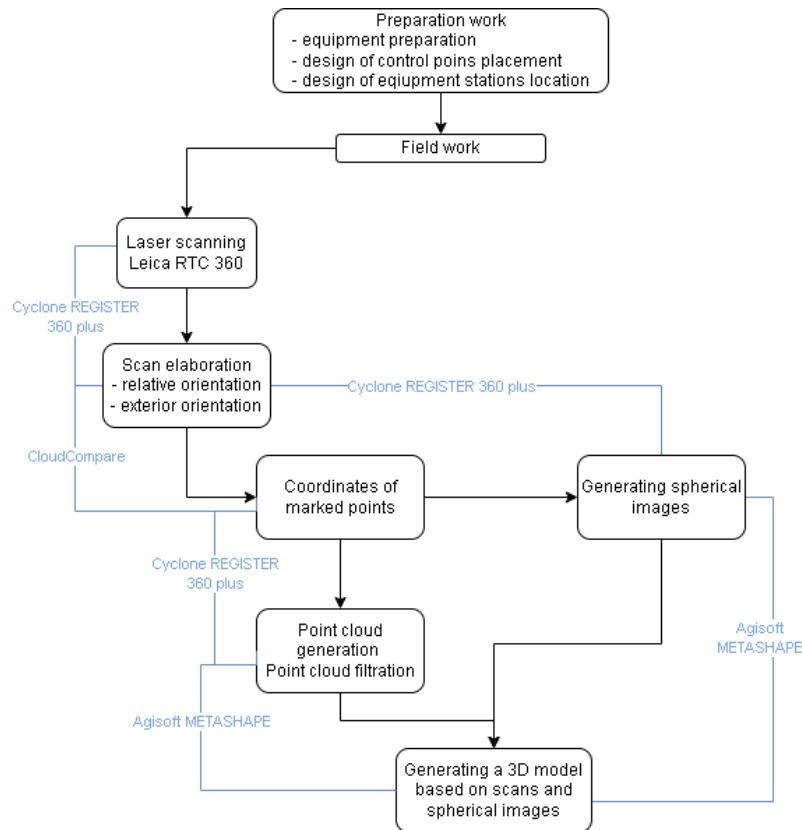 Preparation work
- equipment preparation
- design of control poins placement
- design of eqiupment stations location
Field work
Laser scanning
Leica RTC 360
Cyclone REGISTER
360 plus
Scan elaboration
- relative orientation
- exterior orientation
Cyclone REGISTER 360 plus
CloudCompare
Coordinates of
marked points
Generating spherical
images
Cyclone REGISTER
360 plus
Point cloud
generation
Point cloud filtration
Agisoft
METASHAPE
Agisoft METASHAPE
Generating a 3D model
based on scans and
spherical images